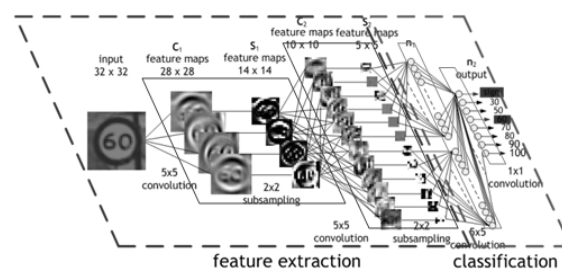 input
32 x 32
C₁
feature maps
28 x 28
S₁
feature maps
14 x 14
C₂
feature maps
10 x 10
S₂
feature maps
5 x 5
n₁
n₂
output
30
50
70
80
90
100
60
5x5
convolution
2x2
subsampling
5x5
convolution
2x2
subsampling
convolution
1x1
convolution
feature extraction
classification